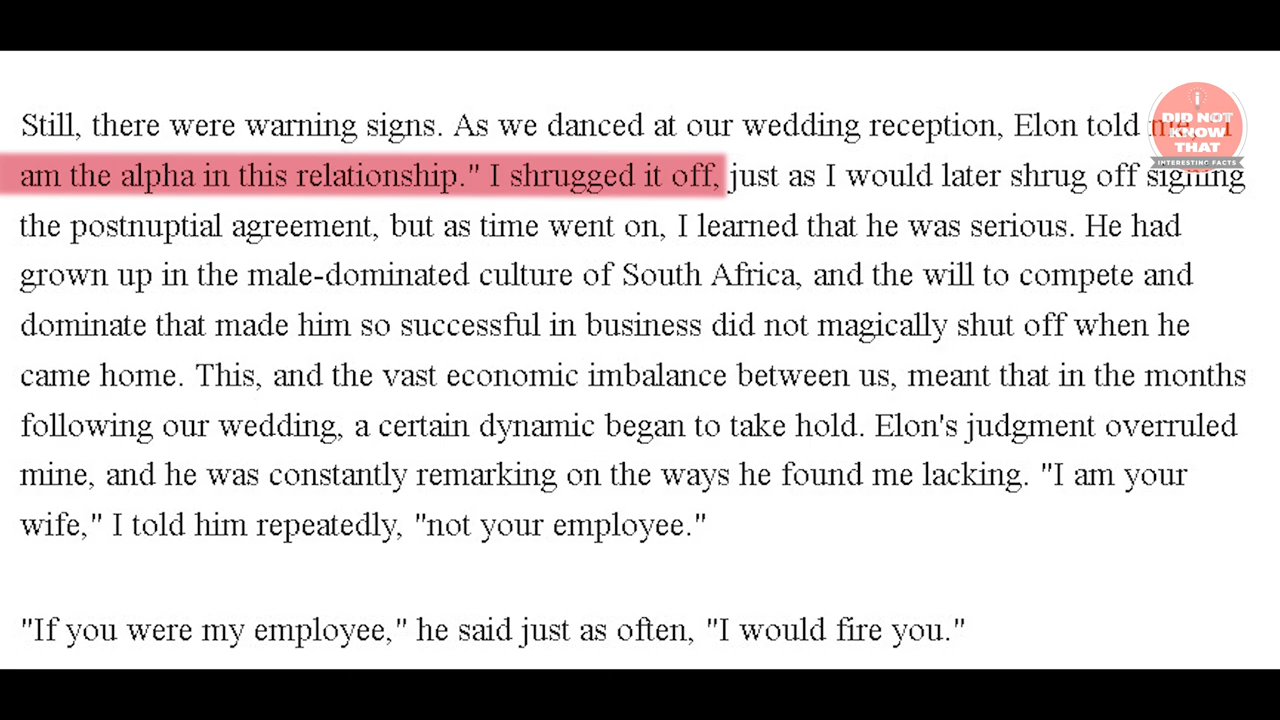 Still, there were warning signs. As we danced at our wedding reception, Elon told me, "I
am the alpha in this relationship." I shrugged it off, just as I would later shrug off signing
the postnuptial agreement, but as time went on, I learned that he was serious. He had
grown up in the male-dominated culture of South Africa, and the will to compete and
dominate that made him so successful in business did not magically shut off when he
came home. This, and the vast economic imbalance between us, meant that in the months
following our wedding, a certain dynamic began to take hold. Elon's judgment overruled
mine, and he was constantly remarking on the ways he found me lacking. "I am your
wife," I told him repeatedly, "not your employee."
"If you were my employee," he said just as often, "I would fire you."
i
DID NOT
KNOW
THAT
INTERESTING FACTS